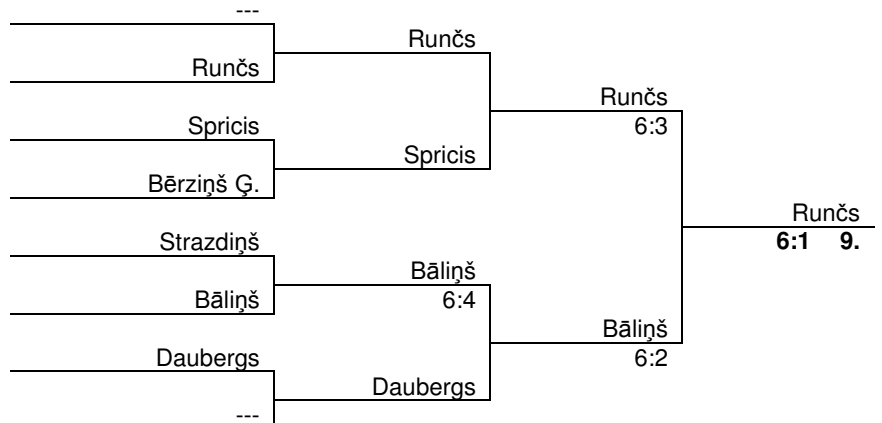 ---
Runčs
Runčs
Spricis
Runčs
6:3
Spricis
Bērziņš Ģ.
Runčs
6:1 9.
Strazdiņš
Bāliņš
6:4
Bāliņš
Bāliņš
6:2
Daubergs
Daubergs
---